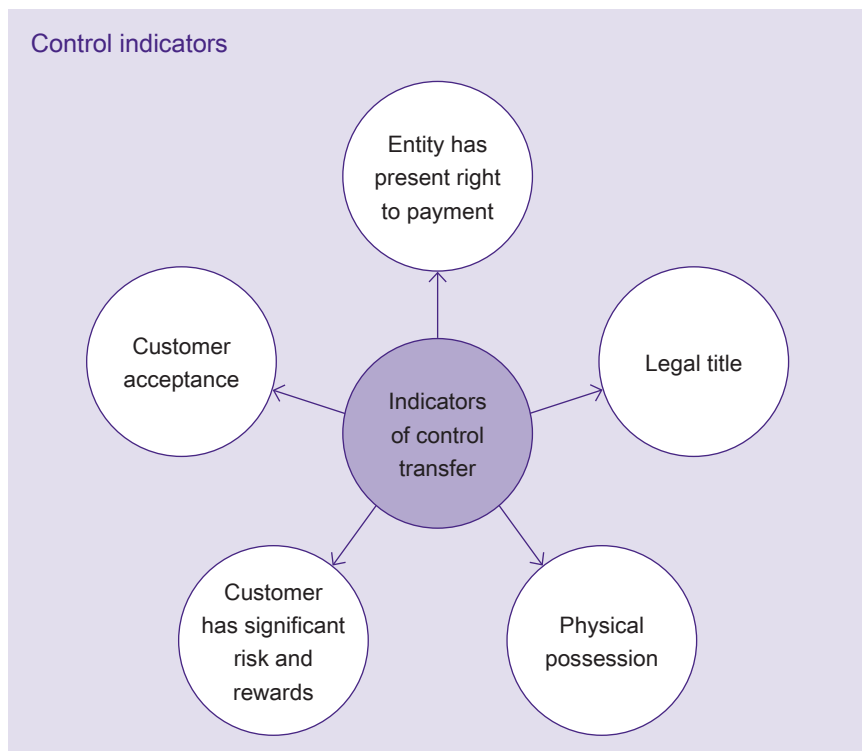 Control indicators
Entity has
present right
to payment
Customer
acceptance
Legal title
Indicators
of control
transfer
Customer
has significant
risk and
rewards
Physical
possession